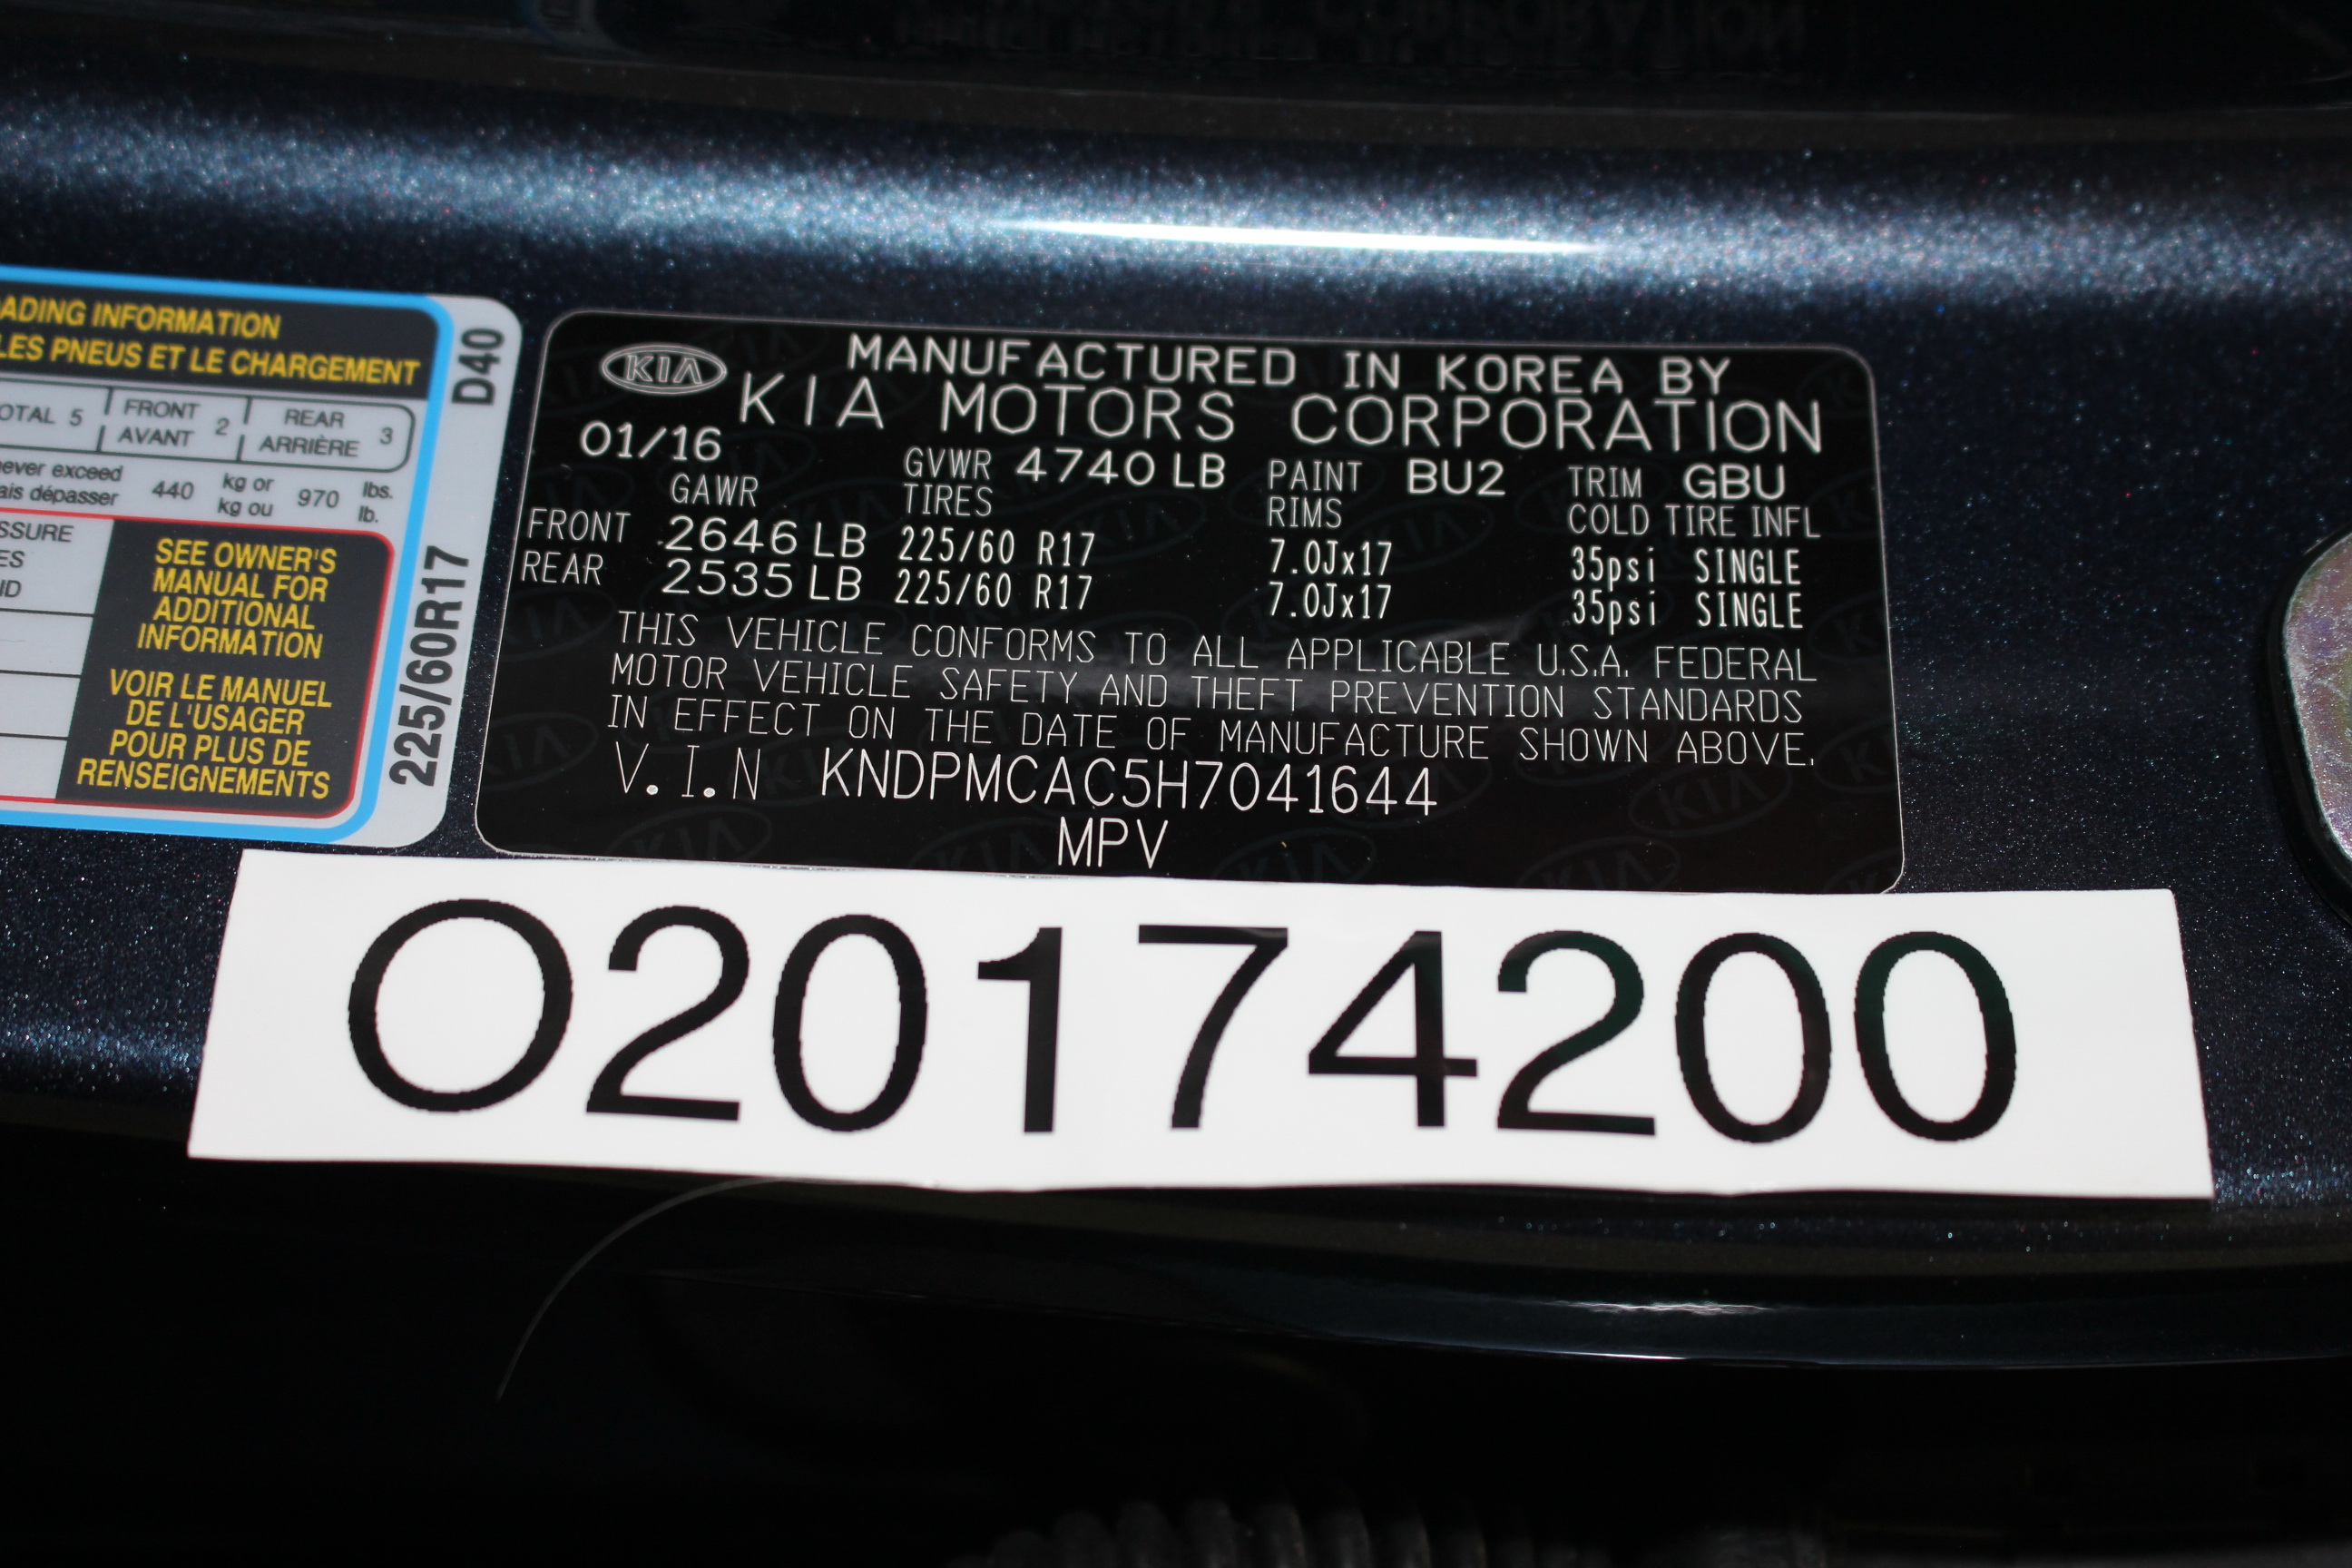 ADING INFORMATION
LES PNEUS ET LE CHARGEMENT
OTAL 5 FRONT AVANT 2 REAR ARRIÈRE 3
never exceed
ais dépasser 440 kg or kg ou 970 lbs. lb.
SSURE
ES
ID
SEE OWNER'S
MANUAL FOR
ADDITIONAL
INFORMATION
VOIR LE MANUEL
DE L'USAGER
POUR PLUS DE
RENSEIGNEMENTS
D40
225/60R17
KIA
MANUFACTURED IN KOREA BY
KIA MOTORS CORPORATION
01/16
GVWR 4740 LB PAINT BU2 TRIM GBU
GAWR TIRES RIMS COLD TIRE INFL
FRONT 2646 LB 225/60 R17 7.0Jx17 35psi SINGLE
REAR 2535 LB 225/60 R17 7.0Jx17 35psi SINGLE
THIS VEHICLE CONFORMS TO ALL APPLICABLE U.S.A. FEDERAL
MOTOR VEHICLE SAFETY AND THEFT PREVENTION STANDARDS
IN EFFECT ON THE DATE OF MANUFACTURE SHOWN ABOVE.
V.I.N KNDPMCAC5H7041644
MPV
O20174200